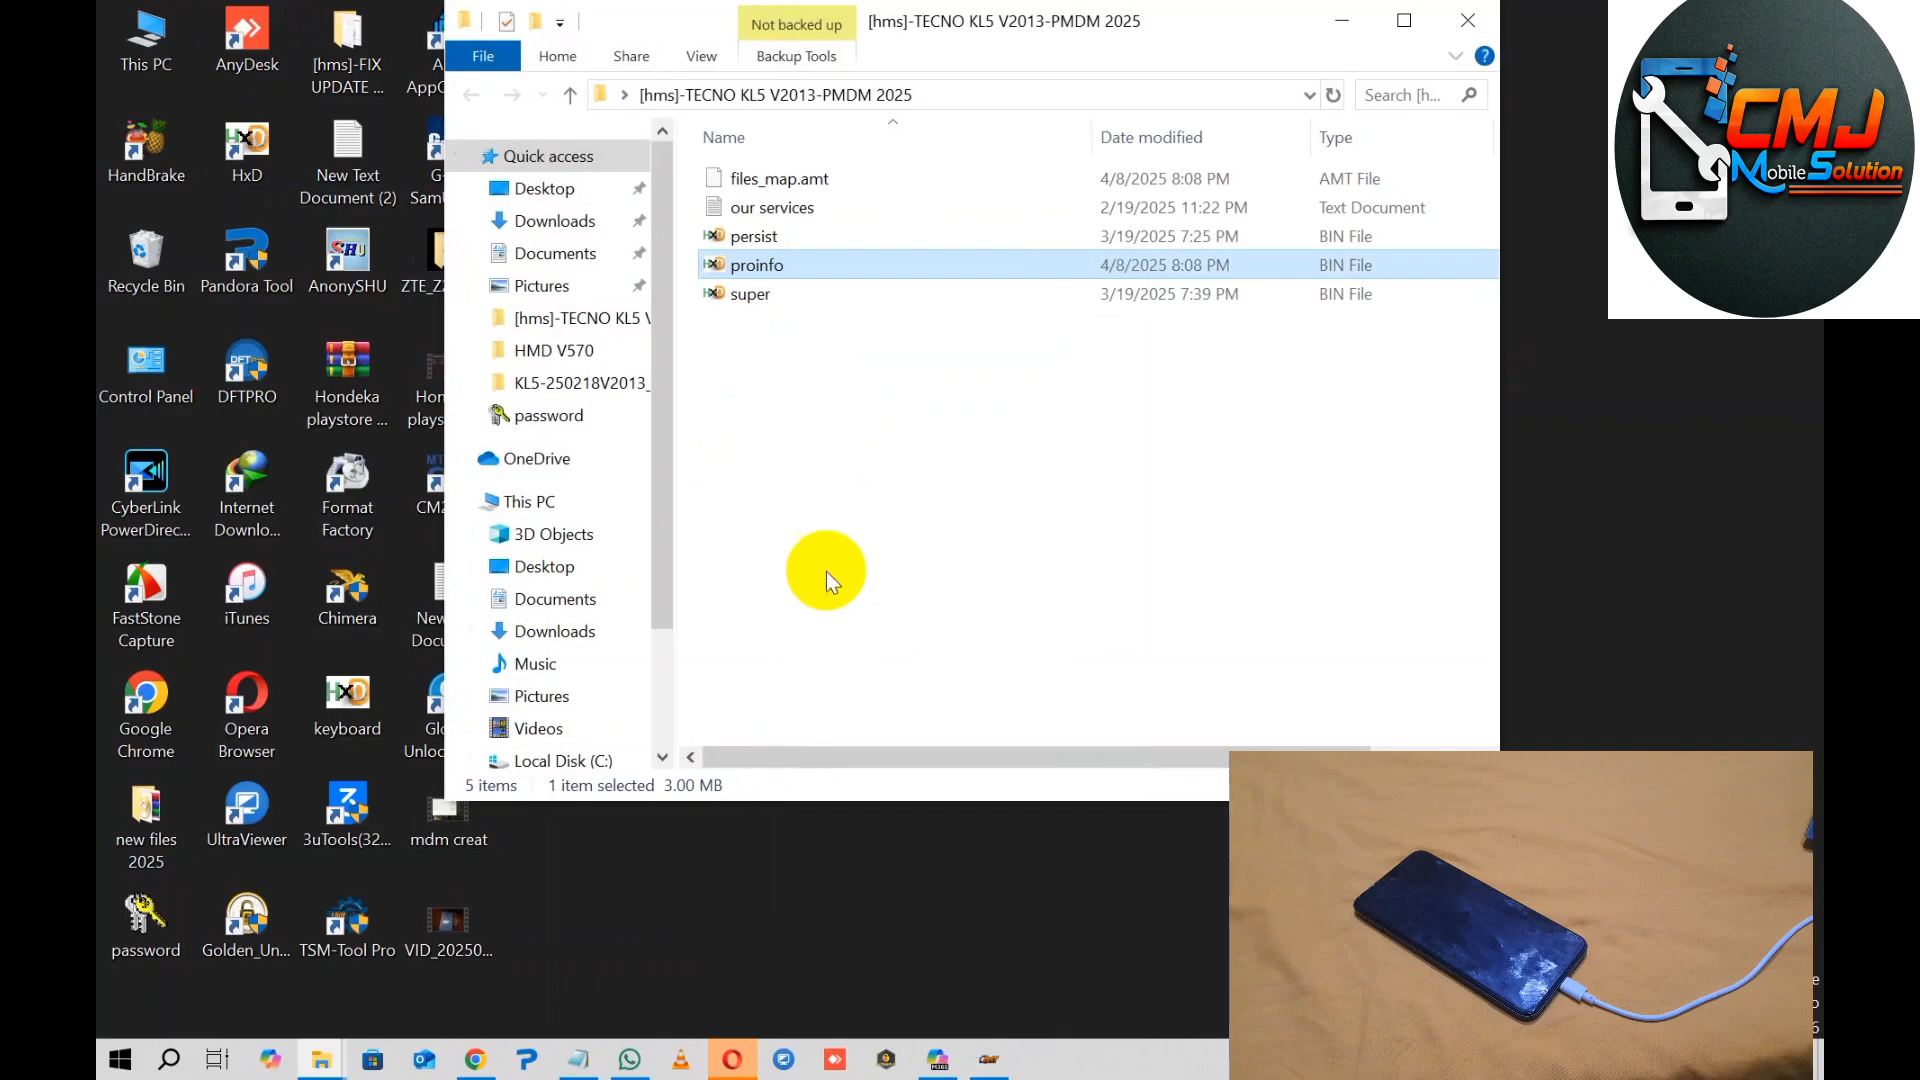 This PC
AnyDesk
[hms]-FIX
UPDATE ...
HandBrake
HxD
New Text
Document (2)
Recycle Bin
Pandora Tool
AnonySHU
Control Panel
DFTPRO
Hondeka
playstore ...
CyberLink
PowerDirec...
Internet
Downlo...
Format
Factory
FastStone
Capture
iTunes
Chimera
Google
Chrome
Opera
Browser
keyboard
new files
2025
UltraViewer
3uTools(32...
mdm creat
password
Golden_Un...
TSM-Tool Pro
VID_20250...
Not backed up
[hms]-TECNO KL5 V2013-PMDM 2025
File
Home
Share
View
Backup Tools
[hms]-TECNO KL5 V2013-PMDM 2025
Search [h...
Quick access
Desktop
Downloads
Documents
Pictures
[hms]-TECNO KL5 V
HMD V570
KL5-250218V2013_
password
OneDrive
This PC
3D Objects
Desktop
Documents
Downloads
Music
Pictures
Videos
Local Disk (C:)
Name Date modified Type
files_map.amt 4/8/2025 8:08 PM AMT File
our services 2/19/2025 11:22 PM Text Document
persist 3/19/2025 7:25 PM BIN File
proinfo 4/8/2025 8:08 PM BIN File
super 3/19/2025 7:39 PM BIN File
5 items 1 item selected 3.00 MB
CMJ
Mobile Solution